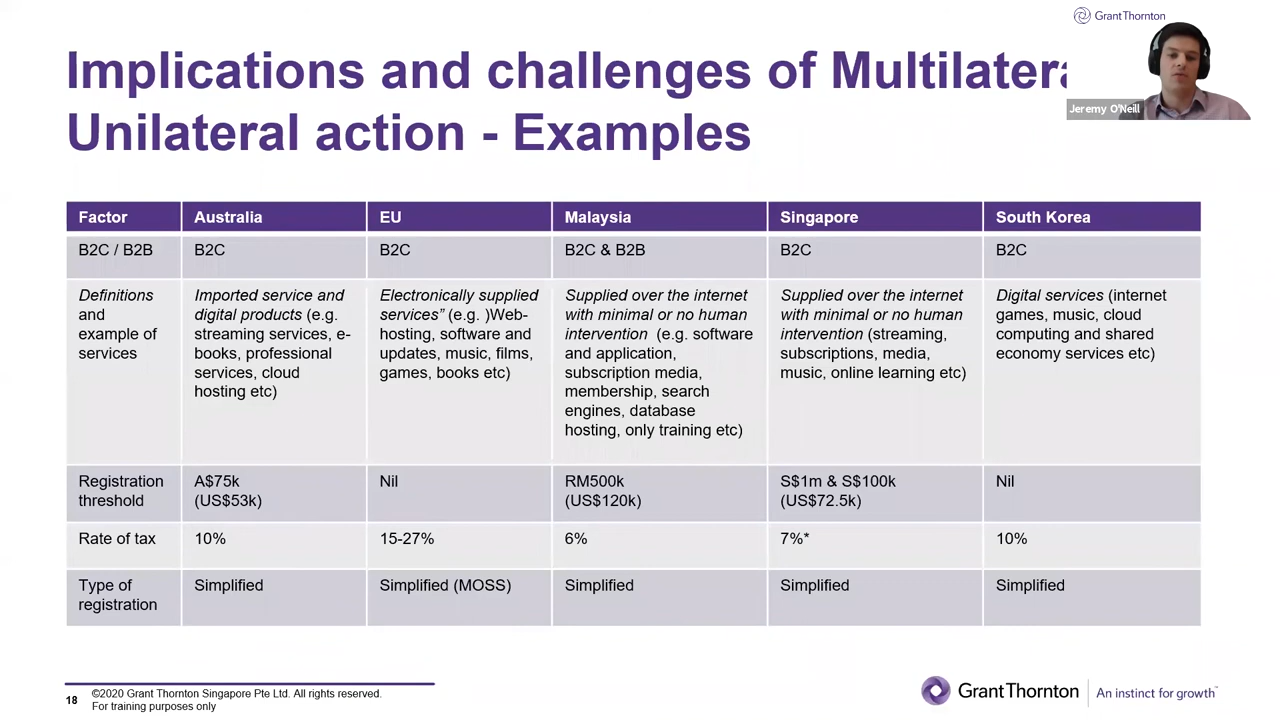 GrantThornton
Implications and challenges of Multilatera
Unilateral action - Examples
Jeremy O'Neill
Factor Australia EU Malaysia Singapore South Korea
B2C / B2B B2C B2C B2C & B2B B2C B2C
Definitions
and
example of
services
Imported service and
digital products (e.g.
streaming services, e-
books, professional
services, cloud
hosting etc)
Electronically supplied
services” (e.g. )Web-
hosting, software and
updates, music, films,
games, books etc)
Supplied over the internet
with minimal or no human
intervention (e.g. software
and application,
subscription media,
membership, search
engines, database
hosting, only training etc)
Supplied over the internet
with minimal or no human
intervention (streaming,
subscriptions, media,
music, online learning etc)
Digital services (internet
games, music, cloud
computing and shared
economy services etc)
Registration
threshold
A$75k
(US$53k)
Nil
RM500k
(US$120k)
S$1m & S$100k
(US$72.5k)
Nil
Rate of tax 10% 15-27% 6% 7%* 10%
Type of
registration
Simplified
Simplified (MOSS)
Simplified
Simplified
Simplified
18
©2020 Grant Thornton Singapore Pte Ltd. All rights reserved.
For training purposes only
GrantThornton
An instinct for growth™